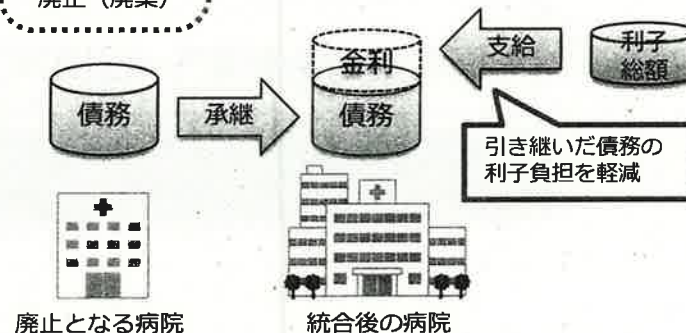 廃止（廃業）
金利
支給
利子
総額
債務
承継
債務
引き継いだ債務の
利子負担を軽減
廃止となる病院
統合後の病院